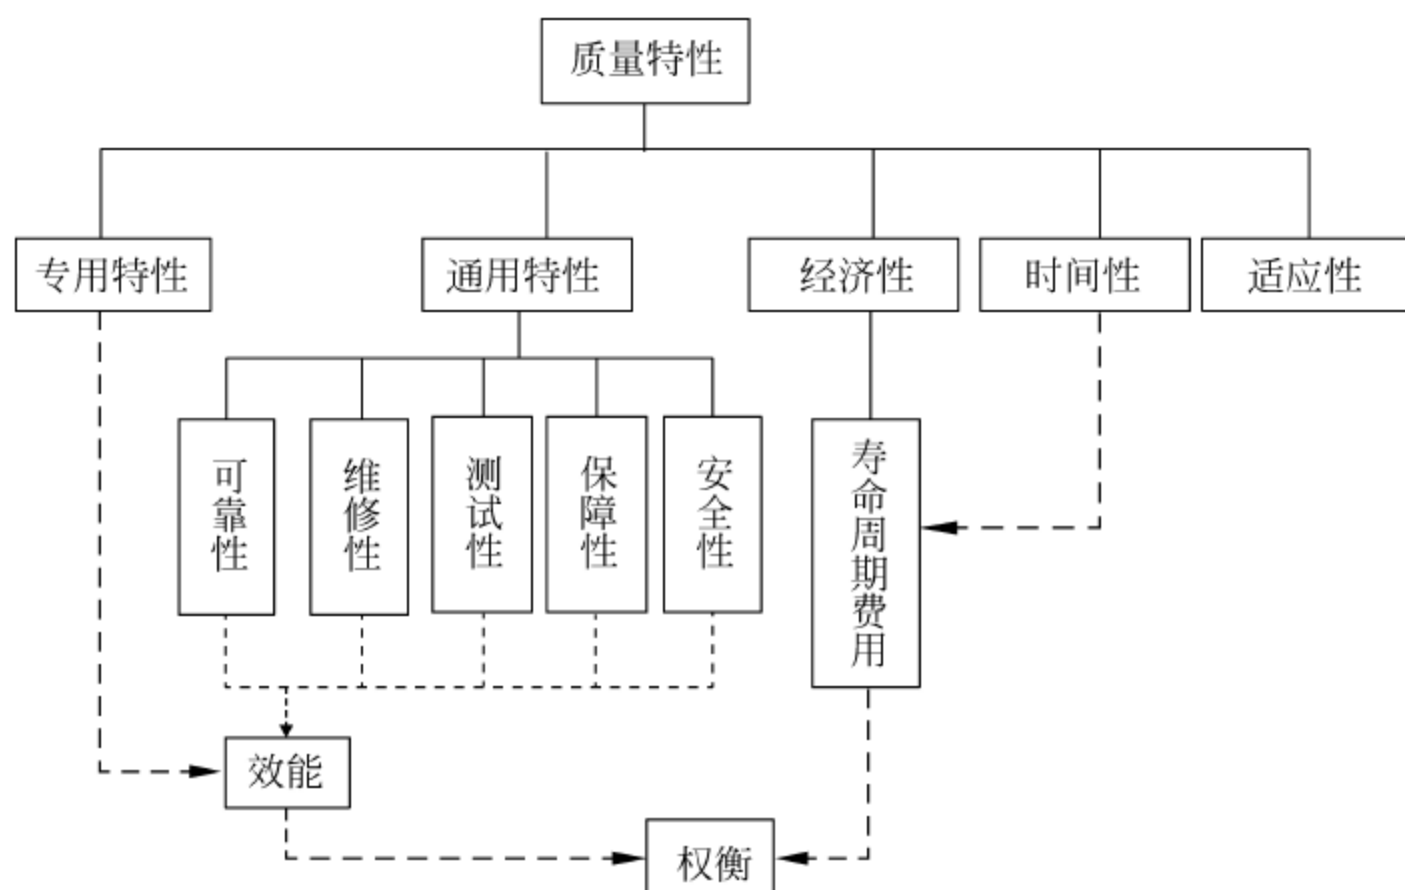 质量特性
专用特性
通用特性
经济性
时间性
适应性
可靠性
维修性
测试性
保障性
安全性
寿命周期费用
效能
权衡